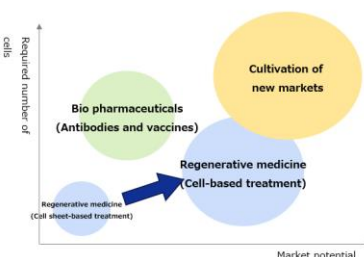 Required number of
cells
Cultivation of
new markets
Bio pharmaceuticals
(Antibodies and vaccines)
Regenerative medicine
(Cell-based treatment)
Regenerative medicine
(Cell sheet-based treatment)
Market potential